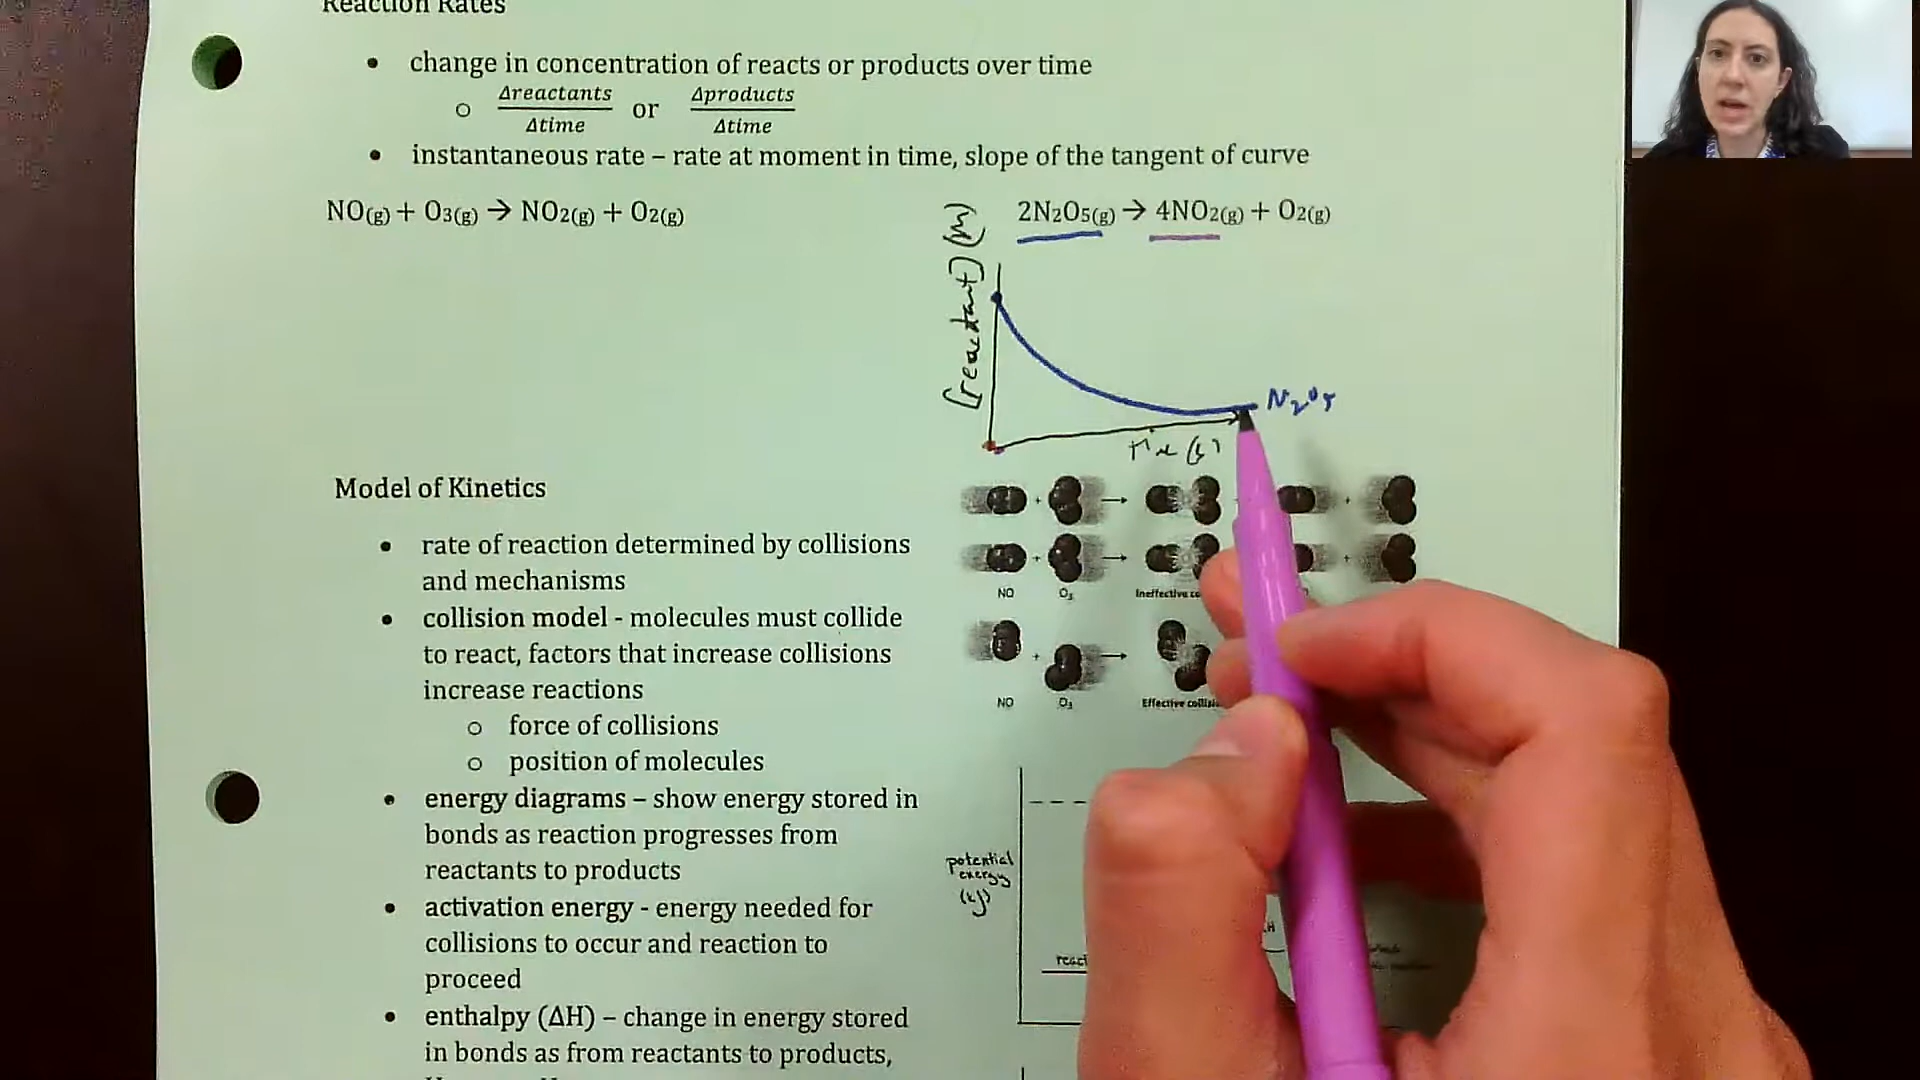 Reaction Rates
• change in concentration of reacts or products over time
○ Δreactants/Δtime or Δproducts/Δtime
• instantaneous rate – rate at moment in time, slope of the tangent of curve
NO(g) + O3(g) → NO2(g) + O2(g)
2N2O5(g) → 4NO2(g) + O2(g)
[reactant] (M)
N2O5
time (s)
Model of Kinetics
• rate of reaction determined by collisions
and mechanisms
• collision model - molecules must collide
to react, factors that increase collisions
increase reactions
○ force of collisions
○ position of molecules
• energy diagrams – show energy stored in
bonds as reaction progresses from
reactants to products
• activation energy - energy needed for
collisions to occur and reaction to
proceed
• enthalpy (ΔH) – change in energy stored
in bonds as from reactants to products,
+ → +
+ → +
NO O3 Ineffective co
+ →
NO O3 Effective collisi
potential
energy
(kJ)
reac